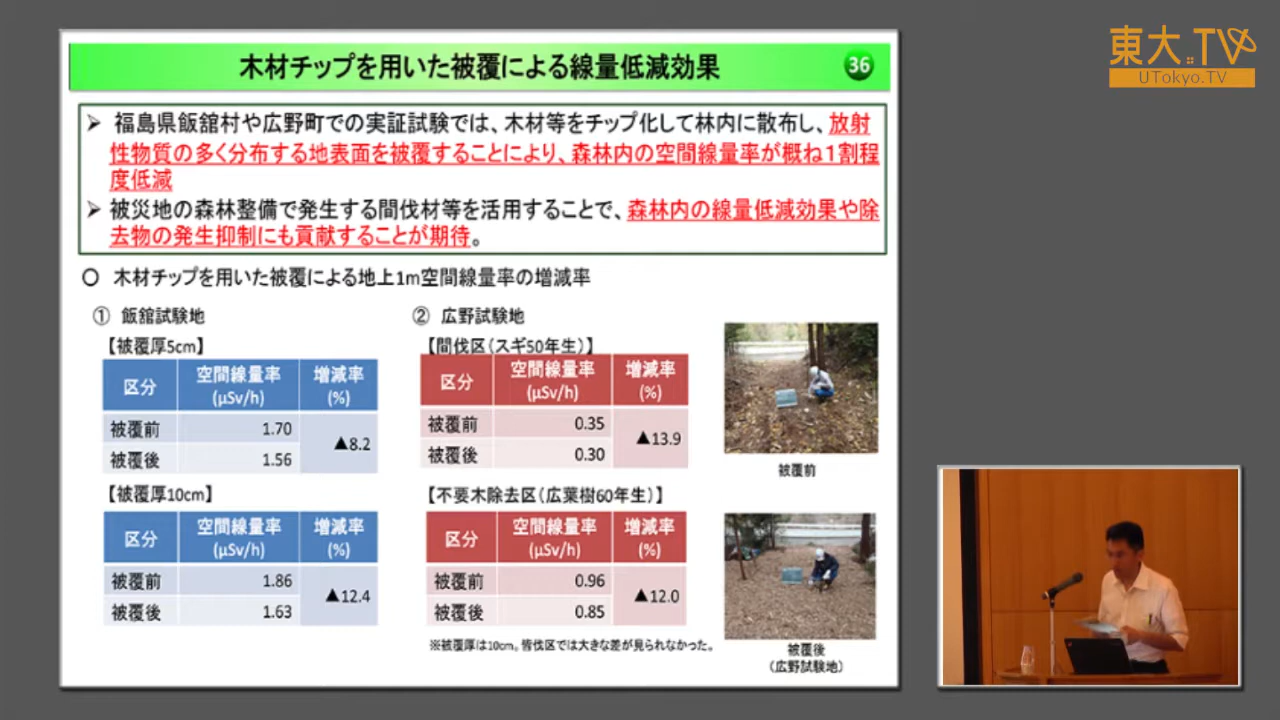 木材チップを用いた被覆による線量低減効果
36
東大.TV
UTokyo.TV
➢ 福島県飯舘村や広野町での実証試験では、木材等をチップ化して林内に散布し、放射
性物質の多く分布する地表面を被覆することにより、森林内の空間線量率が概ね1割程
度低減
➢ 被災地の森林整備で発生する間伐材等を活用することで、森林内の線量低減効果や除
去物の発生抑制にも貢献することが期待。
○ 木材チップを用いた被覆による地上1m空間線量率の増減率
① 飯舘試験地
【被覆厚5cm】
区分 空間線量率(μSv/h) 増減率(%)
被覆前 1.70 ▲8.2
被覆後 1.56
【被覆厚10cm】
区分 空間線量率(μSv/h) 増減率(%)
被覆前 1.86 ▲12.4
被覆後 1.63
② 広野試験地
【間伐区(スギ50年生)】
区分 空間線量率(μSv/h) 増減率(%)
被覆前 0.35 ▲13.9
被覆後 0.30
【不要木除去区(広葉樹60年生)】
区分 空間線量率(μSv/h) 増減率(%)
被覆前 0.96 ▲12.0
被覆後 0.85
※被覆厚は10cm。皆伐区では大きな差が見られなかった。
被覆前
被覆後
(広野試験地)